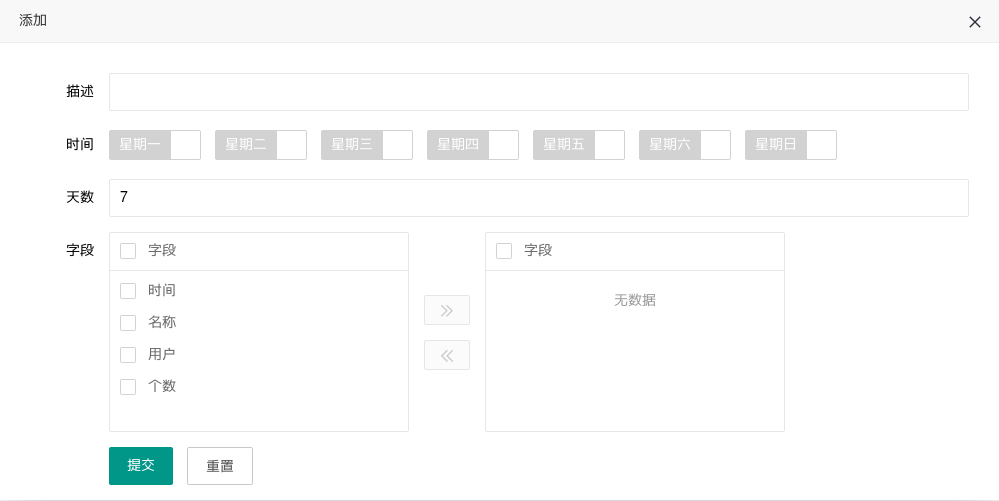 添加
描述
时间 星期一 星期二 星期三 星期四 星期五 星期六 星期日
天数 7
字段 字段 字段
时间 无数据
名称
用户
个数
提交 重置